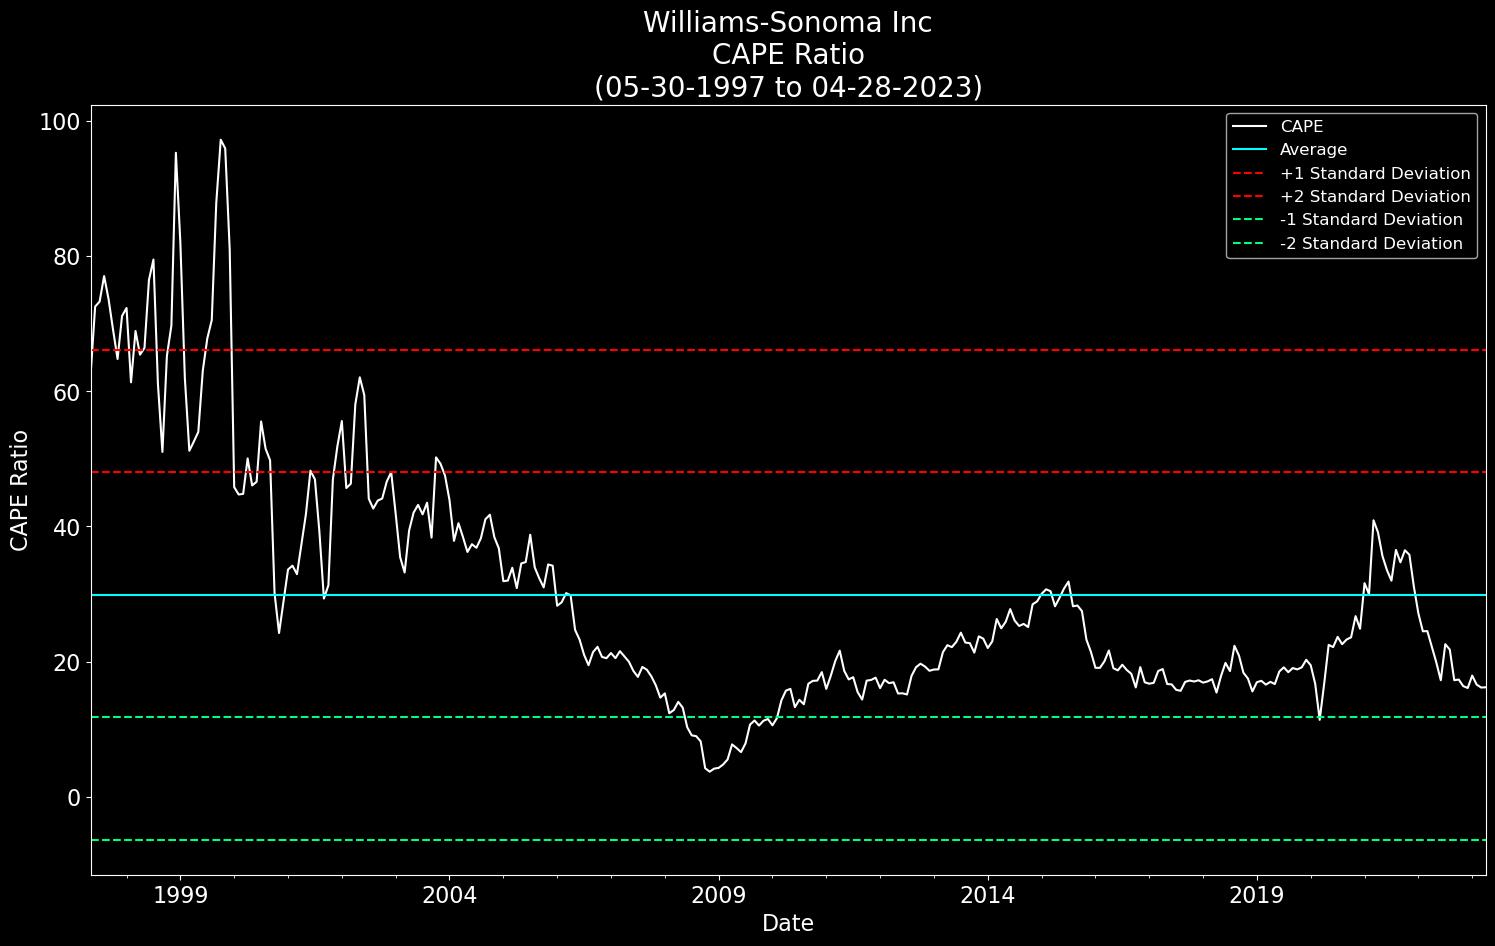 Williams-Sonoma Inc
CAPE Ratio
(05-30-1997 to 04-28-2023)
CAPE
Average
+1 Standard Deviation
+2 Standard Deviation
-1 Standard Deviation
-2 Standard Deviation
100
80
60
40
20
0
CAPE Ratio
1999
2004
2009
2014
2019
Date